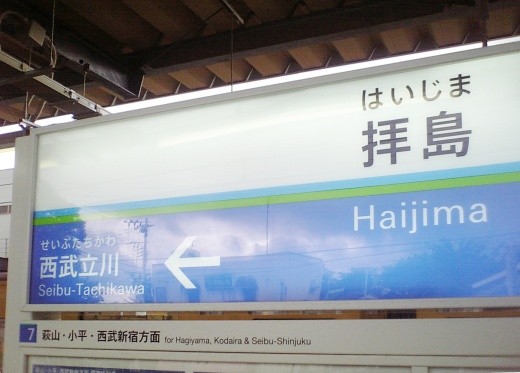 はいじま
拝島
Haijima
せいぶたちかわ
西武立川
Seibu-Tachikawa
7 萩山・小平・西武新宿方面 for Hagiyama, Kodaira & Seibu-Shinjuku